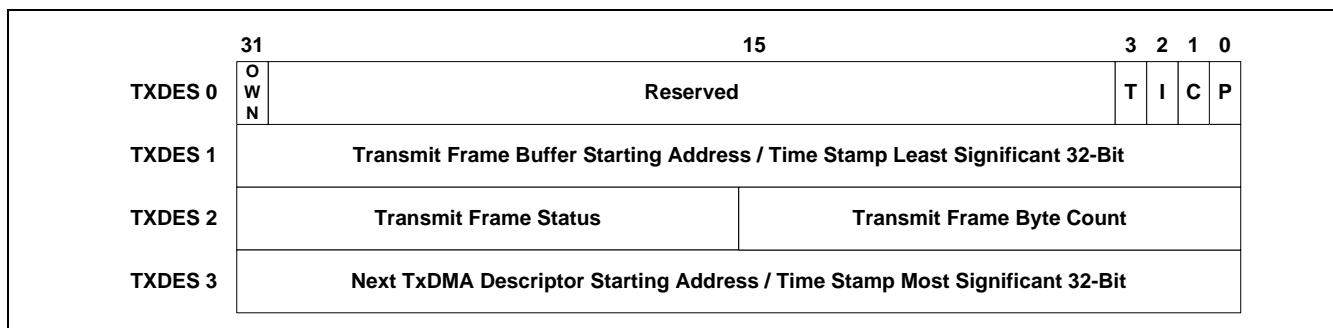 31 15 3 2 1 0
TXDES 0 OWN Reserved T I C P
TXDES 1 Transmit Frame Buffer Starting Address / Time Stamp Least Significant 32-Bit
TXDES 2 Transmit Frame Status Transmit Frame Byte Count
TXDES 3 Next TxDMA Descriptor Starting Address / Time Stamp Most Significant 32-Bit